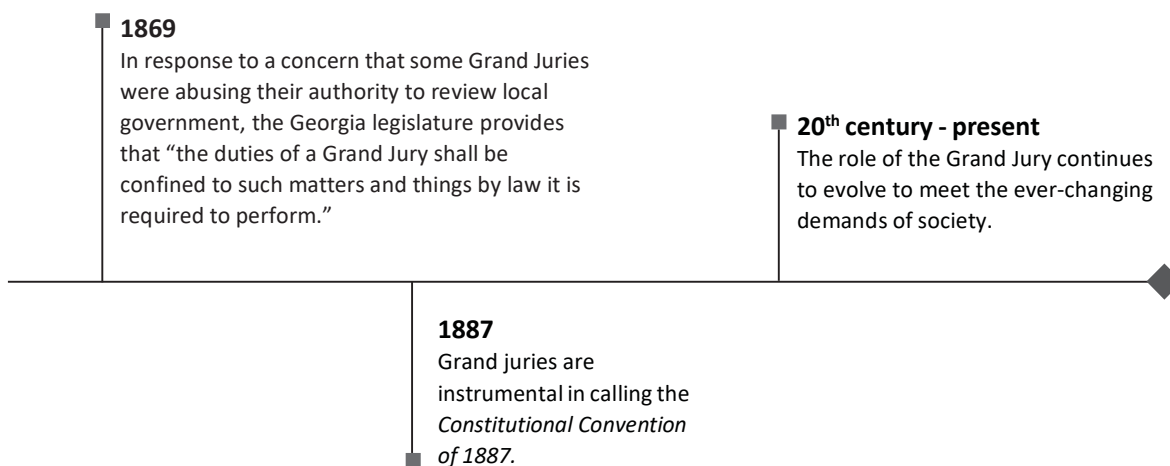 1869
In response to a concern that some Grand Juries
were abusing their authority to review local
government, the Georgia legislature provides
that “the duties of a Grand Jury shall be
confined to such matters and things by law it is
required to perform.”
1887
Grand juries are
instrumental in calling the
Constitutional Convention
of 1887.
20th century - present
The role of the Grand Jury continues
to evolve to meet the ever-changing
demands of society.